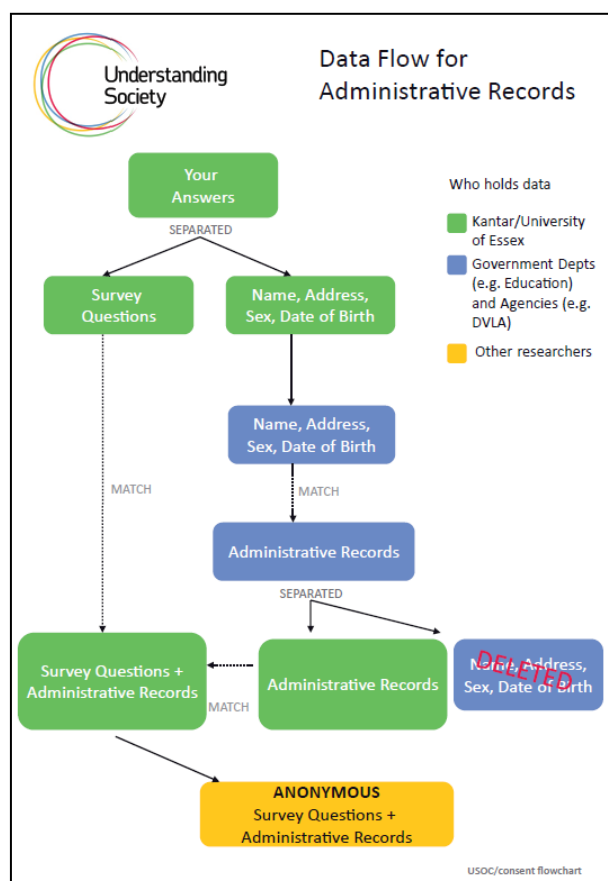 Understanding
Society
Data Flow for
Administrative Records
Your
Answers
Who holds data
Kantar/University
of Essex
Government Depts
(e.g. Education)
and Agencies (e.g.
DVLA)
Other researchers
SEPARATED
Survey
Questions
Name, Address,
Sex, Date of Birth
Name, Address,
Sex, Date of Birth
MATCH
MATCH
Administrative Records
SEPARATED
Survey Questions +
Administrative Records
MATCH
Administrative Records
Name, Address,
Sex, Date of Birth
DELETED
ANONYMOUS
Survey Questions +
Administrative Records
USOC/consent flowchart